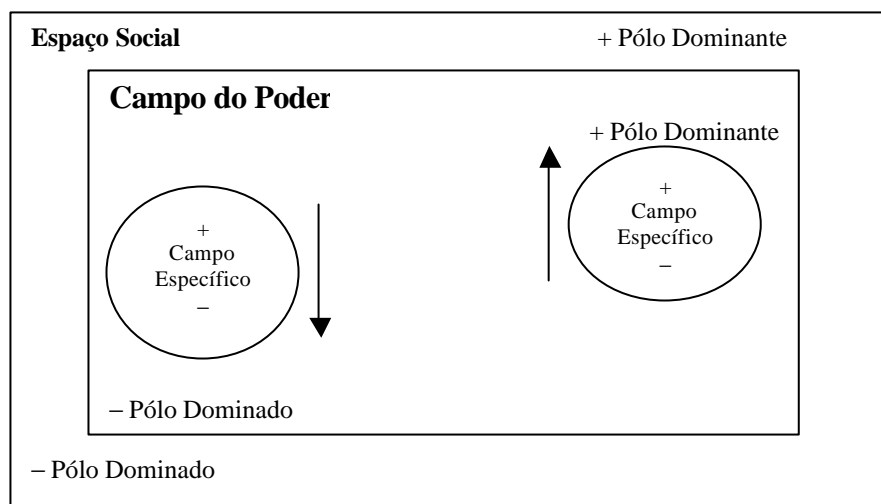 Espaço Social
+ Pólo Dominante
Campo do Poder
+ Pólo Dominante
+
Campo
Específico
−
+
Campo
Específico
−
− Pólo Dominado
− Pólo Dominado